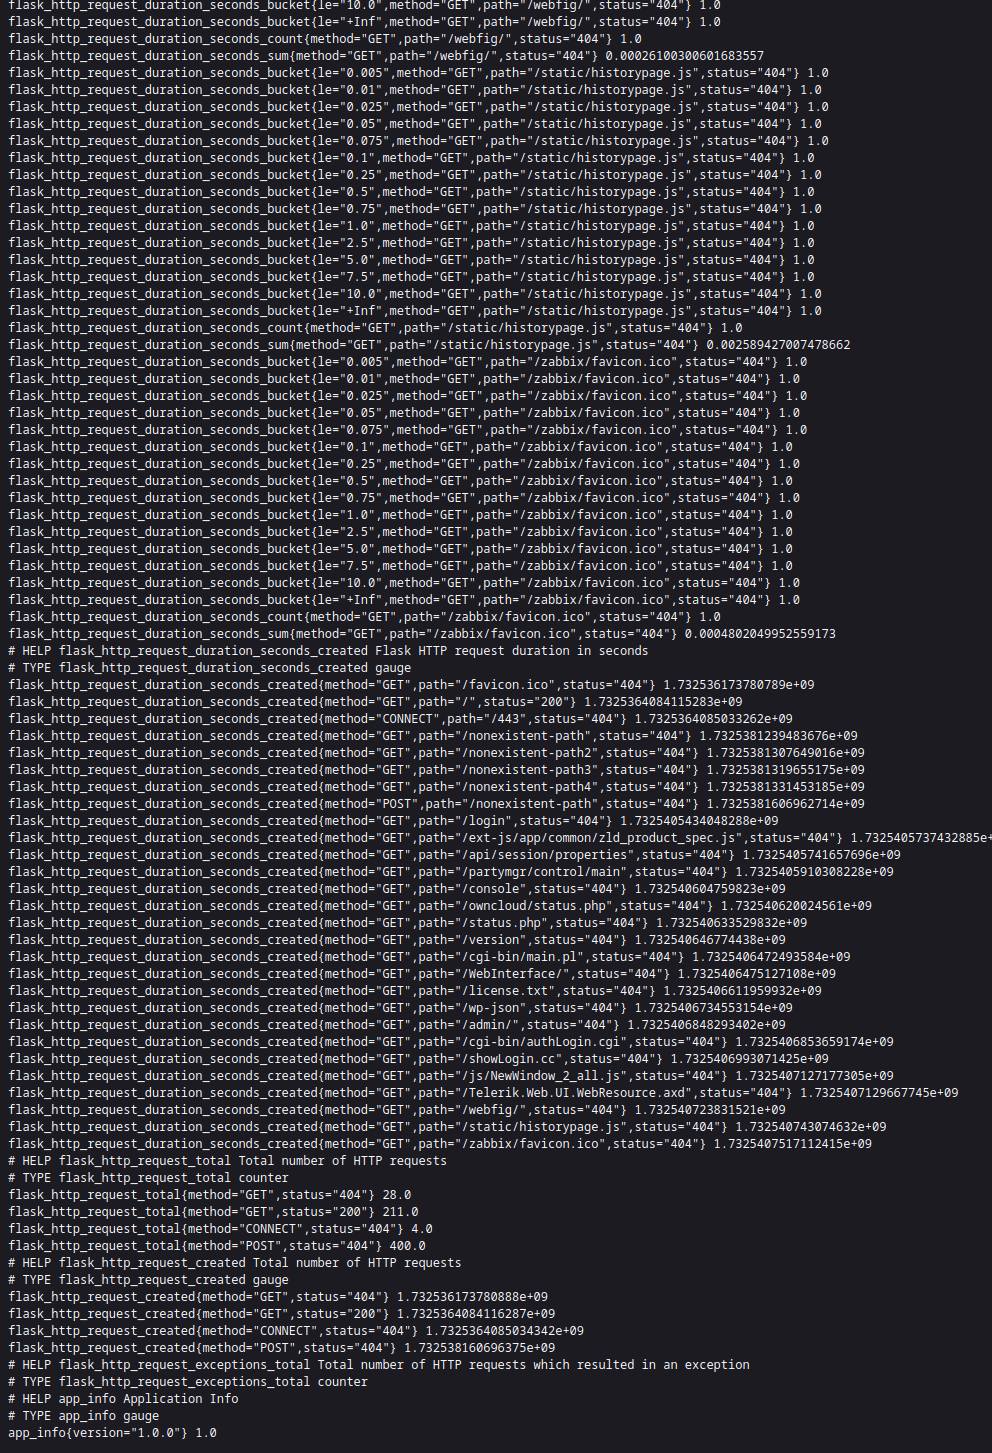 flask_http_request_duration_seconds_bucket{le="10.0",method="GET",path="/webfig/",status="404"} 1.0
flask_http_request_duration_seconds_bucket{le="+Inf",method="GET",path="/webfig/",status="404"} 1.0
flask_http_request_duration_seconds_count{method="GET",path="/webfig/",status="404"} 1.0
flask_http_request_duration_seconds_sum{method="GET",path="/webfig/",status="404"} 0.00026100300601683557
flask_http_request_duration_seconds_bucket{le="0.005",method="GET",path="/static/historypage.js",status="404"} 1.0
flask_http_request_duration_seconds_bucket{le="0.01",method="GET",path="/static/historypage.js",status="404"} 1.0
flask_http_request_duration_seconds_bucket{le="0.025",method="GET",path="/static/historypage.js",status="404"} 1.0
flask_http_request_duration_seconds_bucket{le="0.05",method="GET",path="/static/historypage.js",status="404"} 1.0
flask_http_request_duration_seconds_bucket{le="0.075",method="GET",path="/static/historypage.js",status="404"} 1.0
flask_http_request_duration_seconds_bucket{le="0.1",method="GET",path="/static/historypage.js",status="404"} 1.0
flask_http_request_duration_seconds_bucket{le="0.25",method="GET",path="/static/historypage.js",status="404"} 1.0
flask_http_request_duration_seconds_bucket{le="0.5",method="GET",path="/static/historypage.js",status="404"} 1.0
flask_http_request_duration_seconds_bucket{le="0.75",method="GET",path="/static/historypage.js",status="404"} 1.0
flask_http_request_duration_seconds_bucket{le="1.0",method="GET",path="/static/historypage.js",status="404"} 1.0
flask_http_request_duration_seconds_bucket{le="2.5",method="GET",path="/static/historypage.js",status="404"} 1.0
flask_http_request_duration_seconds_bucket{le="5.0",method="GET",path="/static/historypage.js",status="404"} 1.0
flask_http_request_duration_seconds_bucket{le="7.5",method="GET",path="/static/historypage.js",status="404"} 1.0
flask_http_request_duration_seconds_bucket{le="10.0",method="GET",path="/static/historypage.js",status="404"} 1.0
flask_http_request_duration_seconds_bucket{le="+Inf",method="GET",path="/static/historypage.js",status="404"} 1.0
flask_http_request_duration_seconds_count{method="GET",path="/static/historypage.js",status="404"} 1.0
flask_http_request_duration_seconds_sum{method="GET",path="/static/historypage.js",status="404"} 0.002589427007478662
flask_http_request_duration_seconds_bucket{le="0.005",method="GET",path="/zabbix/favicon.ico",status="404"} 1.0
flask_http_request_duration_seconds_bucket{le="0.01",method="GET",path="/zabbix/favicon.ico",status="404"} 1.0
flask_http_request_duration_seconds_bucket{le="0.025",method="GET",path="/zabbix/favicon.ico",status="404"} 1.0
flask_http_request_duration_seconds_bucket{le="0.05",method="GET",path="/zabbix/favicon.ico",status="404"} 1.0
flask_http_request_duration_seconds_bucket{le="0.075",method="GET",path="/zabbix/favicon.ico",status="404"} 1.0
flask_http_request_duration_seconds_bucket{le="0.1",method="GET",path="/zabbix/favicon.ico",status="404"} 1.0
flask_http_request_duration_seconds_bucket{le="0.25",method="GET",path="/zabbix/favicon.ico",status="404"} 1.0
flask_http_request_duration_seconds_bucket{le="0.5",method="GET",path="/zabbix/favicon.ico",status="404"} 1.0
flask_http_request_duration_seconds_bucket{le="0.75",method="GET",path="/zabbix/favicon.ico",status="404"} 1.0
flask_http_request_duration_seconds_bucket{le="1.0",method="GET",path="/zabbix/favicon.ico",status="404"} 1.0
flask_http_request_duration_seconds_bucket{le="2.5",method="GET",path="/zabbix/favicon.ico",status="404"} 1.0
flask_http_request_duration_seconds_bucket{le="5.0",method="GET",path="/zabbix/favicon.ico",status="404"} 1.0
flask_http_request_duration_seconds_bucket{le="7.5",method="GET",path="/zabbix/favicon.ico",status="404"} 1.0
flask_http_request_duration_seconds_bucket{le="10.0",method="GET",path="/zabbix/favicon.ico",status="404"} 1.0
flask_http_request_duration_seconds_bucket{le="+Inf",method="GET",path="/zabbix/favicon.ico",status="404"} 1.0
flask_http_request_duration_seconds_count{method="GET",path="/zabbix/favicon.ico",status="404"} 1.0
flask_http_request_duration_seconds_sum{method="GET",path="/zabbix/favicon.ico",status="404"} 0.0004802049952559173
# HELP flask_http_request_duration_seconds_created Flask HTTP request duration in seconds
# TYPE flask_http_request_duration_seconds_created gauge
flask_http_request_duration_seconds_created{method="GET",path="/favicon.ico",status="404"} 1.732536173780789e+09
flask_http_request_duration_seconds_created{method="GET",path="/",status="200"} 1.7325364084115283e+09
flask_http_request_duration_seconds_created{method="CONNECT",path="/443",status="404"} 1.7325364085033262e+09
flask_http_request_duration_seconds_created{method="GET",path="/nonexistent-path",status="404"} 1.7325381239483676e+09
flask_http_request_duration_seconds_created{method="GET",path="/nonexistent-path2",status="404"} 1.7325381307649016e+09
flask_http_request_duration_seconds_created{method="GET",path="/nonexistent-path3",status="404"} 1.7325381319655175e+09
flask_http_request_duration_seconds_created{method="GET",path="/nonexistent-path4",status="404"} 1.7325381331453185e+09
flask_http_request_duration_seconds_created{method="POST",path="/nonexistent-path",status="404"} 1.7325381606962714e+09
flask_http_request_duration_seconds_created{method="GET",path="/login",status="404"} 1.7325405434048288e+09
flask_http_request_duration_seconds_created{method="GET",path="/ext-js/app/common/zld_product_spec.js",status="404"} 1.7325405737432885e+
flask_http_request_duration_seconds_created{method="GET",path="/api/session/properties",status="404"} 1.7325405741657696e+09
flask_http_request_duration_seconds_created{method="GET",path="/partymgr/control/main",status="404"} 1.7325405910308228e+09
flask_http_request_duration_seconds_created{method="GET",path="/console",status="404"} 1.732540604759823e+09
flask_http_request_duration_seconds_created{method="GET",path="/owncloud/status.php",status="404"} 1.732540620024561e+09
flask_http_request_duration_seconds_created{method="GET",path="/status.php",status="404"} 1.732540633529832e+09
flask_http_request_duration_seconds_created{method="GET",path="/version",status="404"} 1.732540646774438e+09
flask_http_request_duration_seconds_created{method="GET",path="/cgi-bin/main.pl",status="404"} 1.7325406472493584e+09
flask_http_request_duration_seconds_created{method="GET",path="/WebInterface/",status="404"} 1.7325406475127108e+09
flask_http_request_duration_seconds_created{method="GET",path="/license.txt",status="404"} 1.7325406611959932e+09
flask_http_request_duration_seconds_created{method="GET",path="/wp-json",status="404"} 1.7325406734553154e+09
flask_http_request_duration_seconds_created{method="GET",path="/admin/",status="404"} 1.7325406848293402e+09
flask_http_request_duration_seconds_created{method="GET",path="/cgi-bin/authLogin.cgi",status="404"} 1.7325406853659174e+09
flask_http_request_duration_seconds_created{method="GET",path="/showLogin.cc",status="404"} 1.7325406993071425e+09
flask_http_request_duration_seconds_created{method="GET",path="/js/NewWindow_2_all.js",status="404"} 1.7325407127177305e+09
flask_http_request_duration_seconds_created{method="GET",path="/Telerik.Web.UI.WebResource.axd",status="404"} 1.7325407129667745e+09
flask_http_request_duration_seconds_created{method="GET",path="/webfig/",status="404"} 1.732540723831521e+09
flask_http_request_duration_seconds_created{method="GET",path="/static/historypage.js",status="404"} 1.732540743074632e+09
flask_http_request_duration_seconds_created{method="GET",path="/zabbix/favicon.ico",status="404"} 1.7325407517112415e+09
# HELP flask_http_request_total Total number of HTTP requests
# TYPE flask_http_request_total counter
flask_http_request_total{method="GET",status="404"} 28.0
flask_http_request_total{method="GET",status="200"} 211.0
flask_http_request_total{method="CONNECT",status="404"} 4.0
flask_http_request_total{method="POST",status="404"} 400.0
# HELP flask_http_request_created Total number of HTTP requests
# TYPE flask_http_request_created gauge
flask_http_request_created{method="GET",status="404"} 1.732536173780888e+09
flask_http_request_created{method="GET",status="200"} 1.7325364084116287e+09
flask_http_request_created{method="CONNECT",status="404"} 1.7325364085034342e+09
flask_http_request_created{method="POST",status="404"} 1.732538160696375e+09
# HELP flask_http_request_exceptions_total Total number of HTTP requests which resulted in an exception
# TYPE flask_http_request_exceptions_total counter
# HELP app_info Application Info
# TYPE app_info gauge
app_info{version="1.0.0"} 1.0